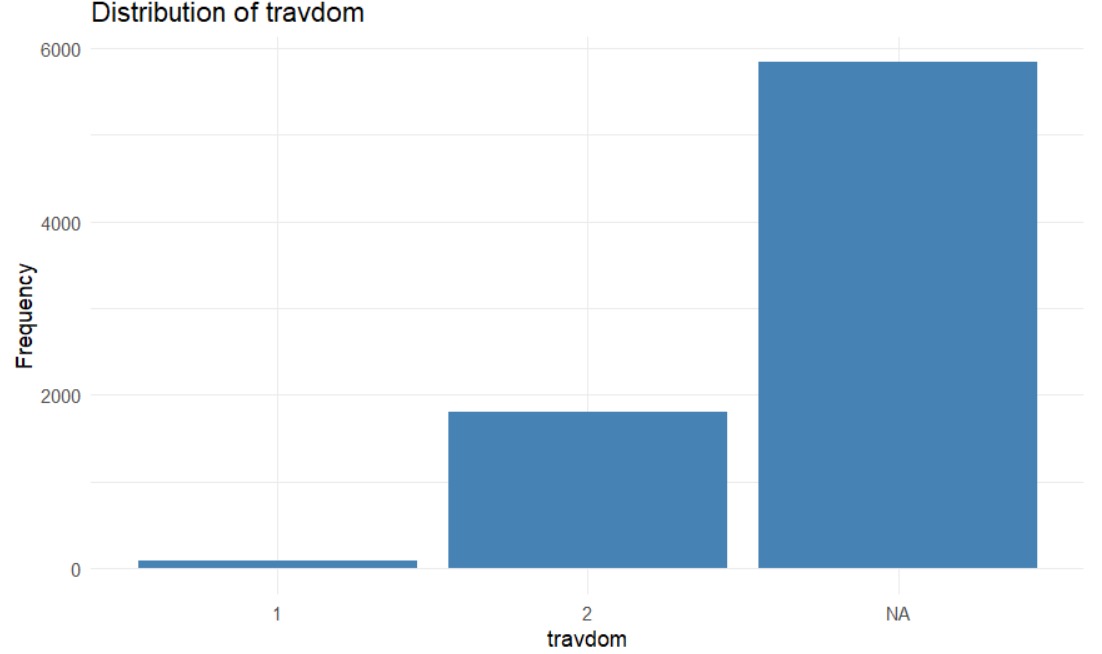 Distribution of travdom
6000
4000
2000
0
Frequency
1 2 NA
travdom